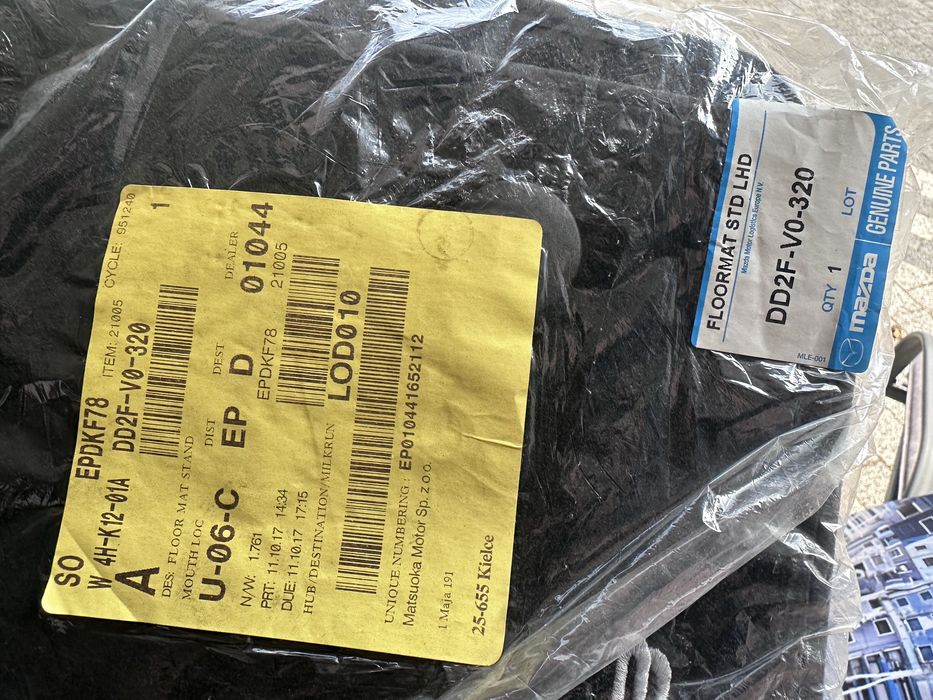 SO EPDKF78 ITEM: 21005 CYCLE: 951240
W 4H-K12-01A DD2F-V0-320 1
A
DES: FLOOR MAT STAND
MOUTH LOC DIST DEST DEALER
U-06-C EP D 01044
N/W: 1.761 EPDKF78 21005
PRT: 11.10.17 14:34
DUE: 11.10.17 17:15
HUB/DESTINATION/MILKRUN LOD010
UNIQUE NUMBERING: EP010441652112
Matsuoka Motor Sp. z o.o.
1 Maja 191
25-655 Kielce
FLOORMAT STD LHD
Mazda Motor Logistics Europe N.V.
DD2F-V0-320
QTY 1 LOT
mazda GENUINE PARTS
MLE-001